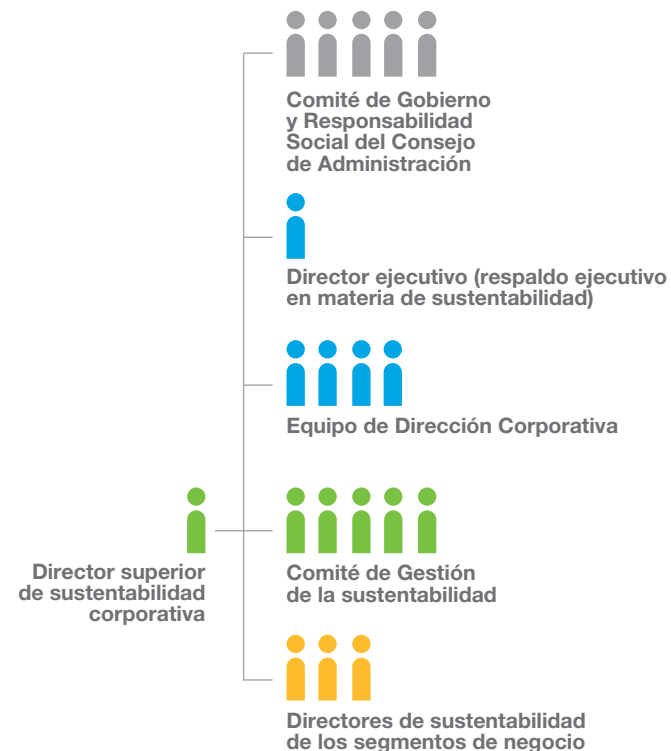 Comité de Gobierno
y Responsabilidad
Social del Consejo
de Administración
Director ejecutivo (respaldo ejecutivo
en materia de sustentabilidad)
Equipo de Dirección Corporativa
Director superior
de sustentabilidad
corporativa
Comité de Gestión
de la sustentabilidad
Directores de sustentabilidad
de los segmentos de negocio